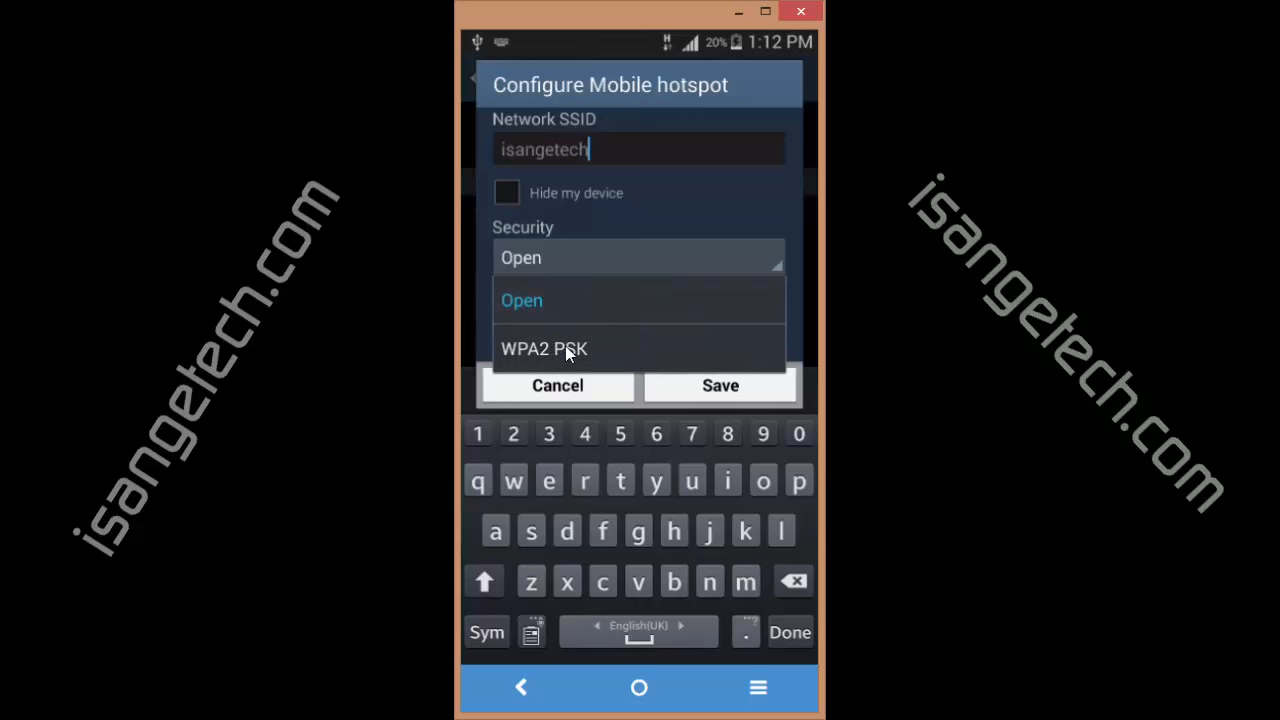 H
20%
1:12 PM
Configure Mobile hotspot
Network SSID
isangetech
Hide my device
Security
Open
Open
WPA2 PSK
Cancel Save
1 2 3 4 5 6 7 8 9 0
q w e r t y u i o p
a s d f g h j k l
z x c v b n m
Sym English(UK) . Done
isangetech.com
isangetech.com